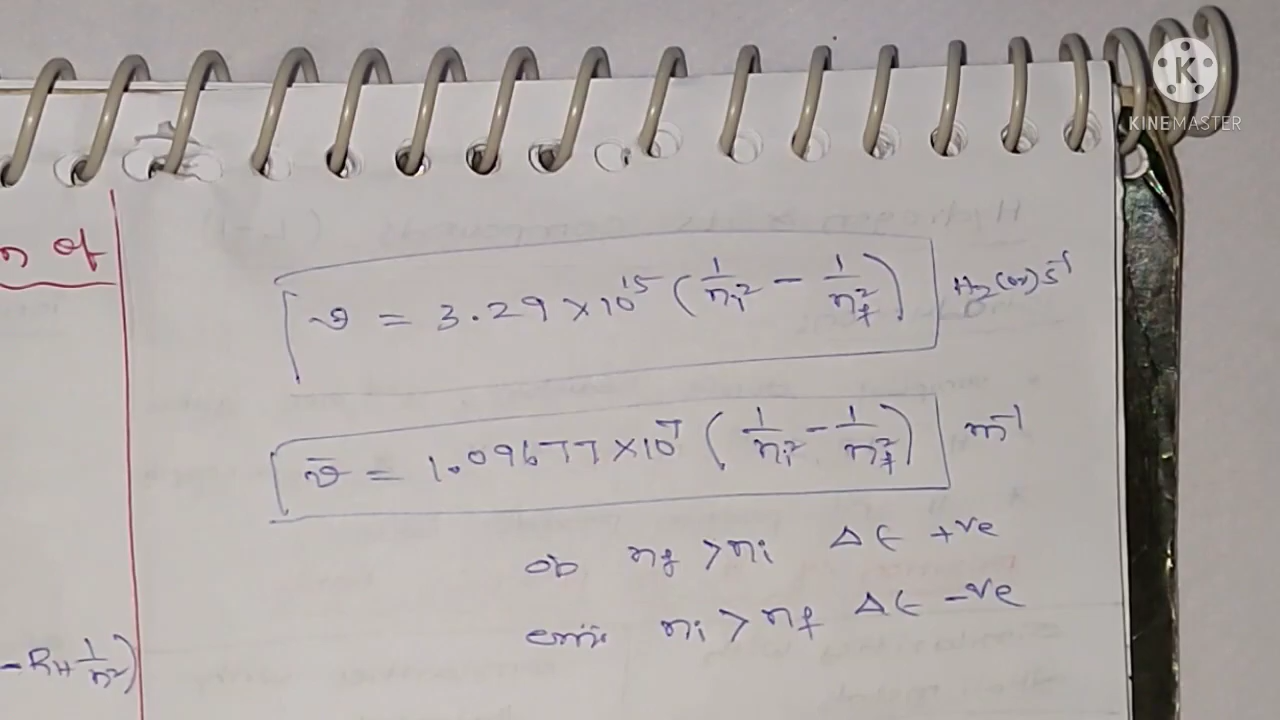 n of
ν = 3.29 × 10¹⁵ (1/nᵢ² − 1/n_f²) Hz (or) s⁻¹
ν̄ = 1.09677 × 10⁷ (1/nᵢ² − 1/n_f²) m⁻¹
ab n_f > nᵢ ΔE +ve
emi nᵢ > n_f ΔE −ve
−R_H 1/n²)
KINEMASTER